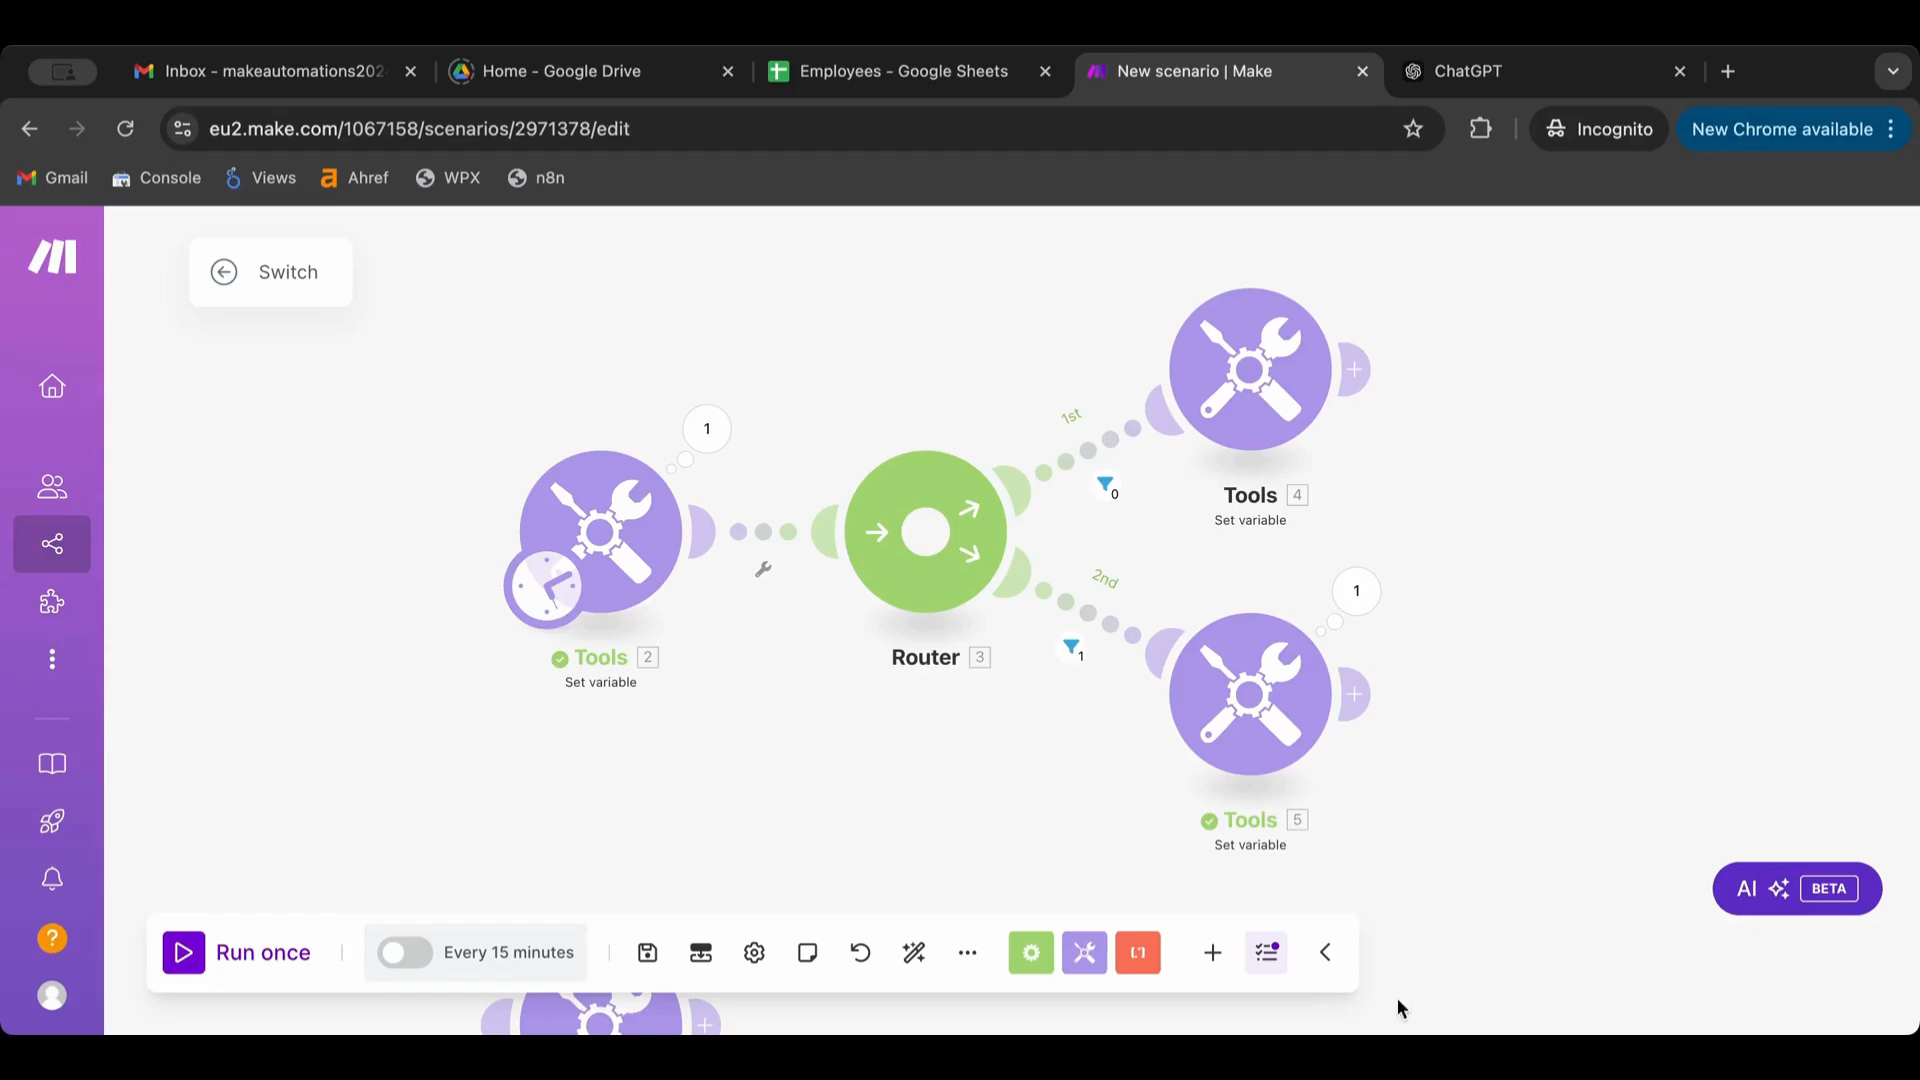 Inbox - makeautomations202
Home - Google Drive
Employees - Google Sheets
New scenario | Make
ChatGPT
eu2.make.com/1067158/scenarios/2971378/edit
Incognito
New Chrome available
Gmail
Console
Views
Ahref
WPX
n8n
Switch
1
1st
0
Tools 4
Set variable
2nd
1
1
Tools 2
Set variable
Router 3
Tools 5
Set variable
AI BETA
Run once
Every 15 minutes
?